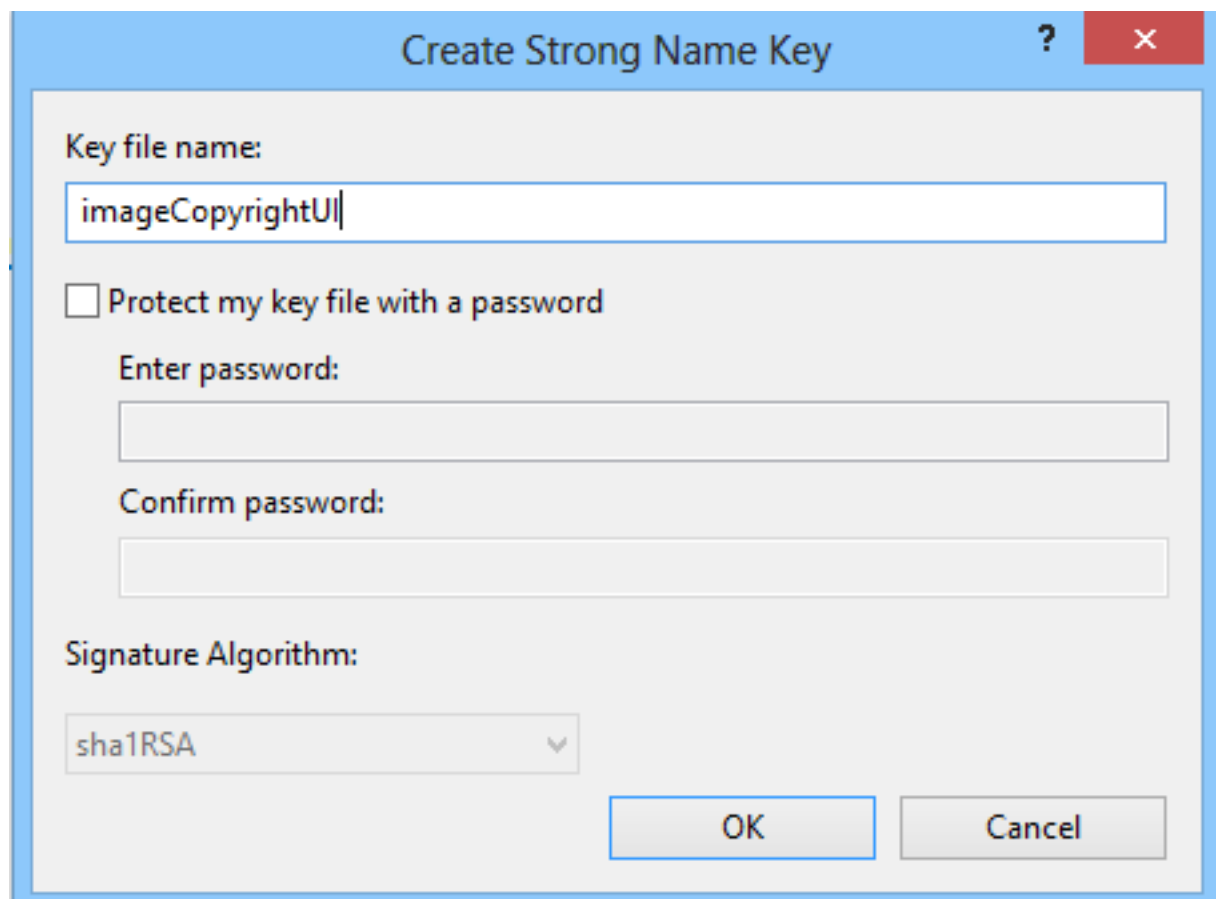 Create Strong Name Key
?
Key file name:
imageCopyrightUI
Protect my key file with a password
Enter password:
Confirm password:
Signature Algorithm:
sha1RSA
OK Cancel